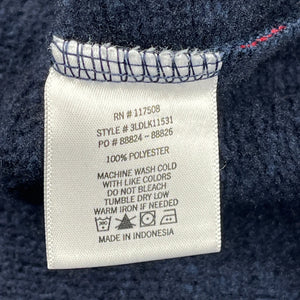 RN # 117508
STYLE # 3LDLK11531
PO # 88824 – 88826
100% POLYESTER
MACHINE WASH COLD
WITH LIKE COLORS
DO NOT BLEACH
TUMBLE DRY LOW
WARM IRON IF NEEDED
MADE IN INDONESIA